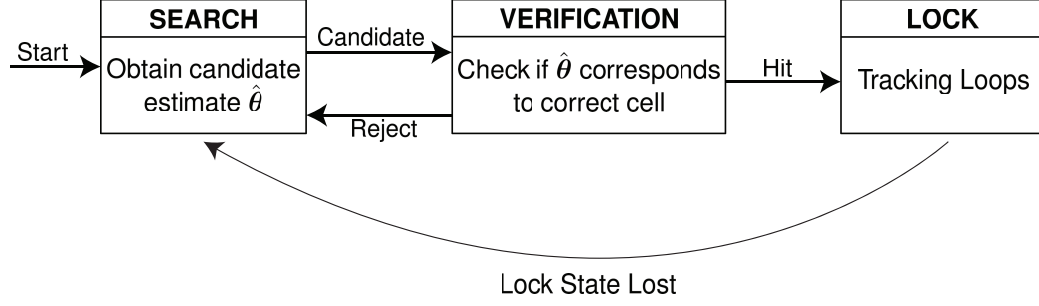 Start
SEARCH
Obtain candidate
estimate θ̂
Candidate
Reject
VERIFICATION
Check if θ̂ corresponds
to correct cell
Hit
LOCK
Tracking Loops
Lock State Lost